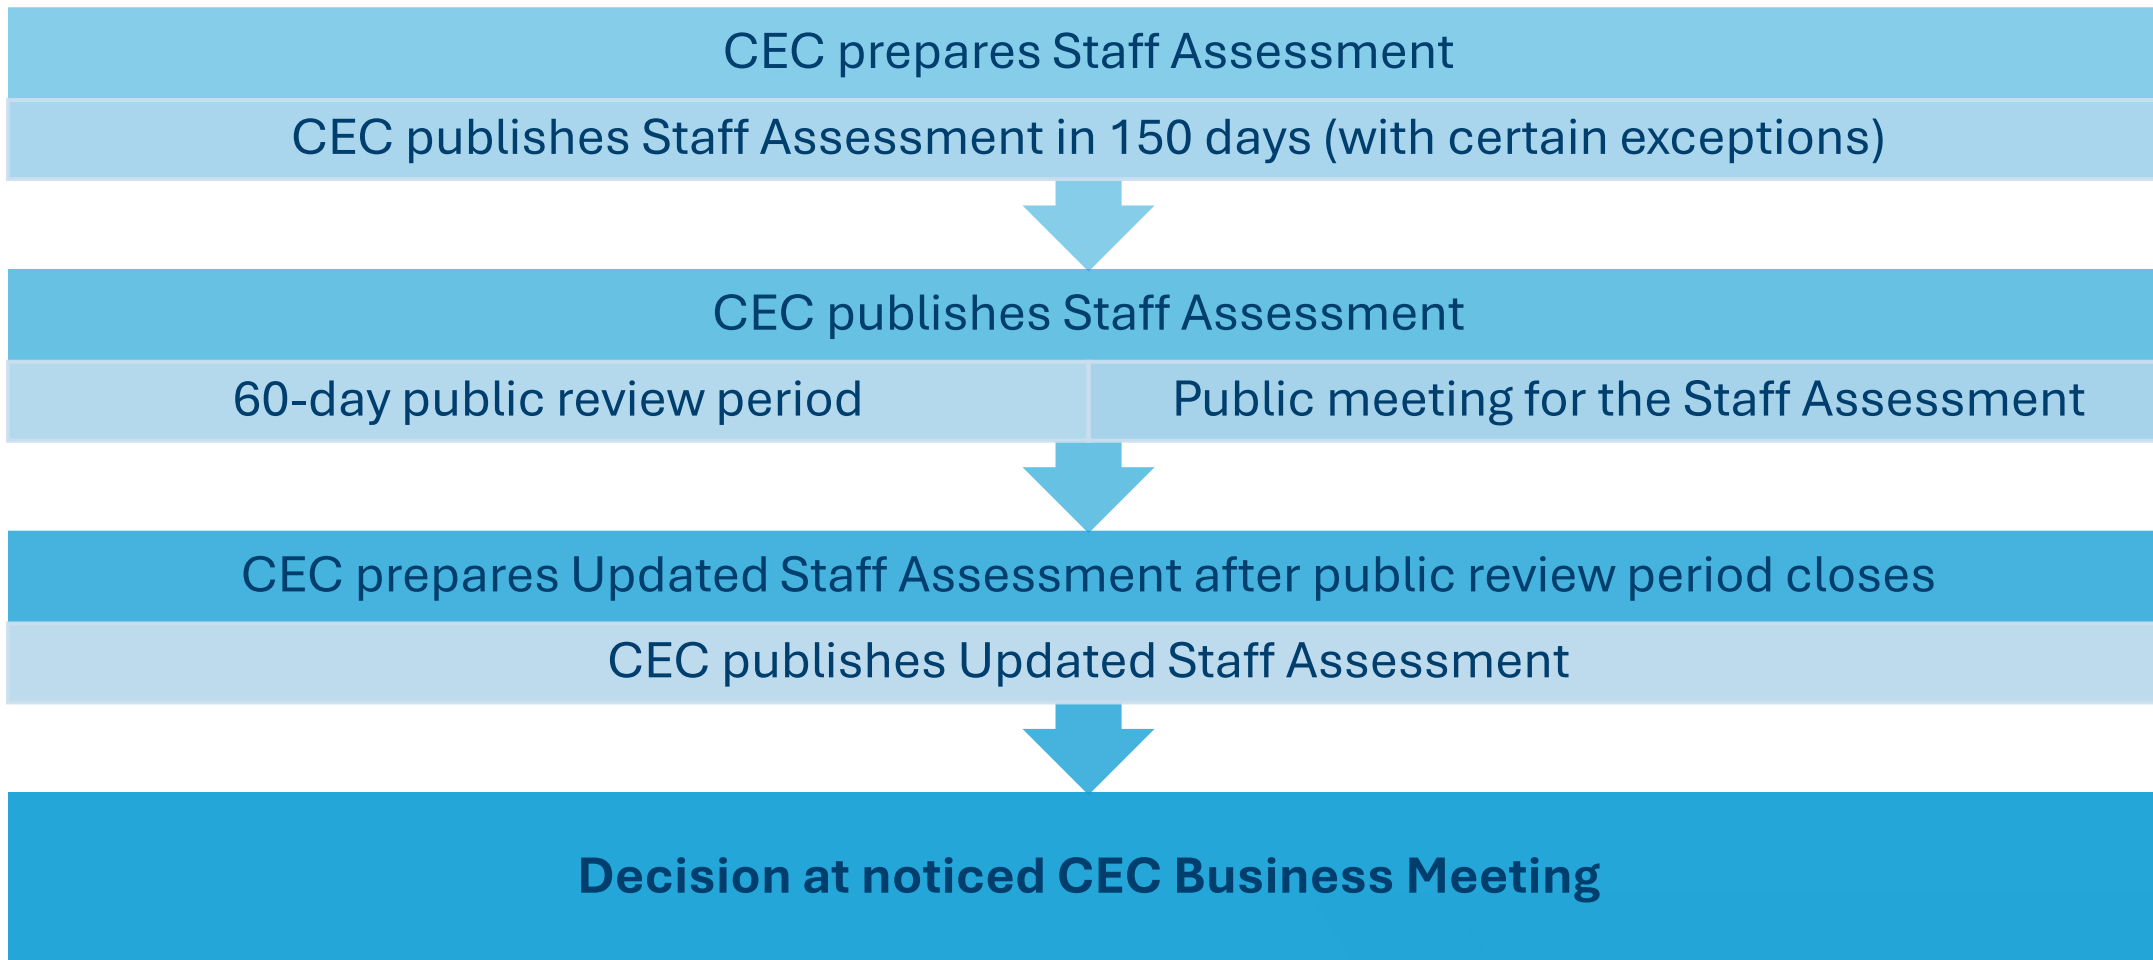 CEC prepares Staff Assessment
CEC publishes Staff Assessment in 150 days (with certain exceptions)
CEC publishes Staff Assessment
60-day public review period
Public meeting for the Staff Assessment
CEC prepares Updated Staff Assessment after public review period closes
CEC publishes Updated Staff Assessment
Decision at noticed CEC Business Meeting